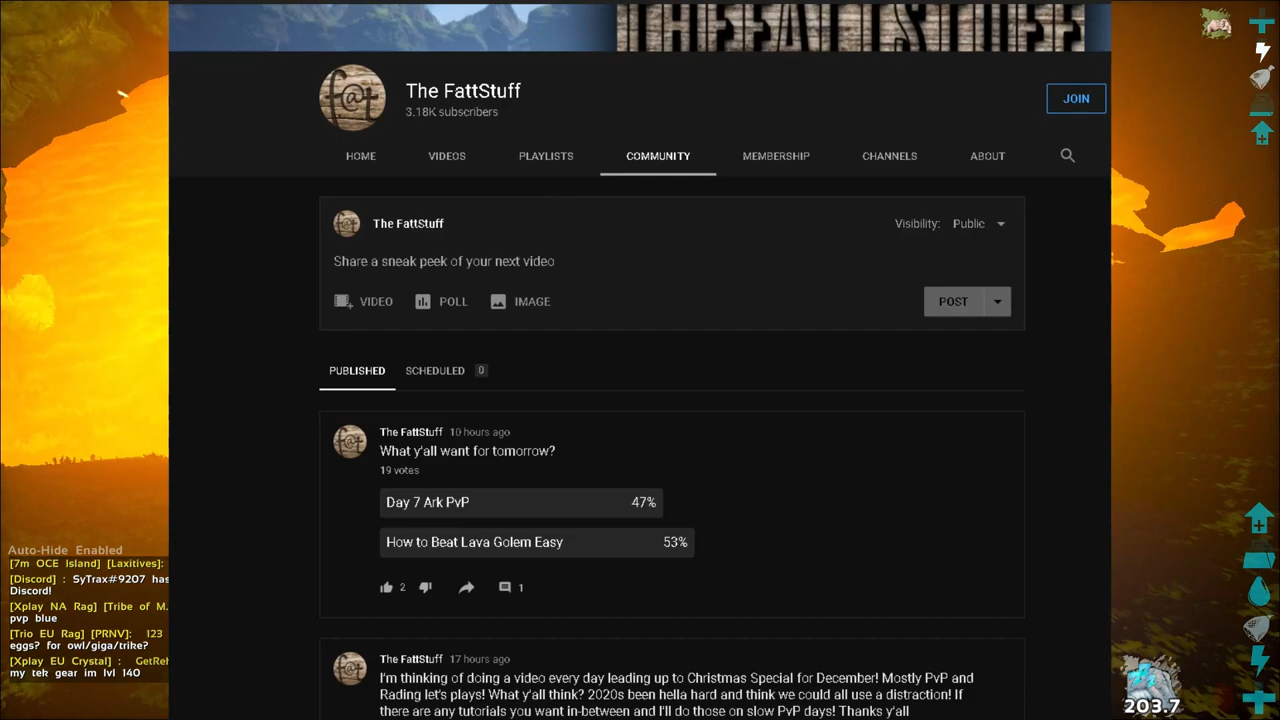 THEFATTSTUFF
f@t
The FattStuff
3.18K subscribers
JOIN
HOME VIDEOS PLAYLISTS COMMUNITY MEMBERSHIP CHANNELS ABOUT
The FattStuff
Visibility: Public
Share a sneak peek of your next video
VIDEO POLL IMAGE
POST
PUBLISHED SCHEDULED 0
The FattStuff 10 hours ago
What y'all want for tomorrow?
19 votes
Day 7 Ark PvP 47%
How to Beat Lava Golem Easy 53%
2 1
The FattStuff 17 hours ago
I'm thinking of doing a video every day leading up to Christmas Special for December! Mostly PvP and
Rading let's plays! What y'all think? 2020s been hella hard and think we could all use a distraction! If
there are any tutorials you want in-between and I'll do those on slow PvP days! Thanks y'all
Auto-Hide Enabled
[7m OCE Island] [Laxitives]:
[Discord] : SyTrax#9207 has
Discord!
[Xplay NA Rag] [Tribe of M.
pvp blue
[Trio EU Rag] [PRNV]: 123
eggs? for owl/giga/trike?
[Xplay EU Crystal] : GetReh
my tek gear im lvl 140
203.7